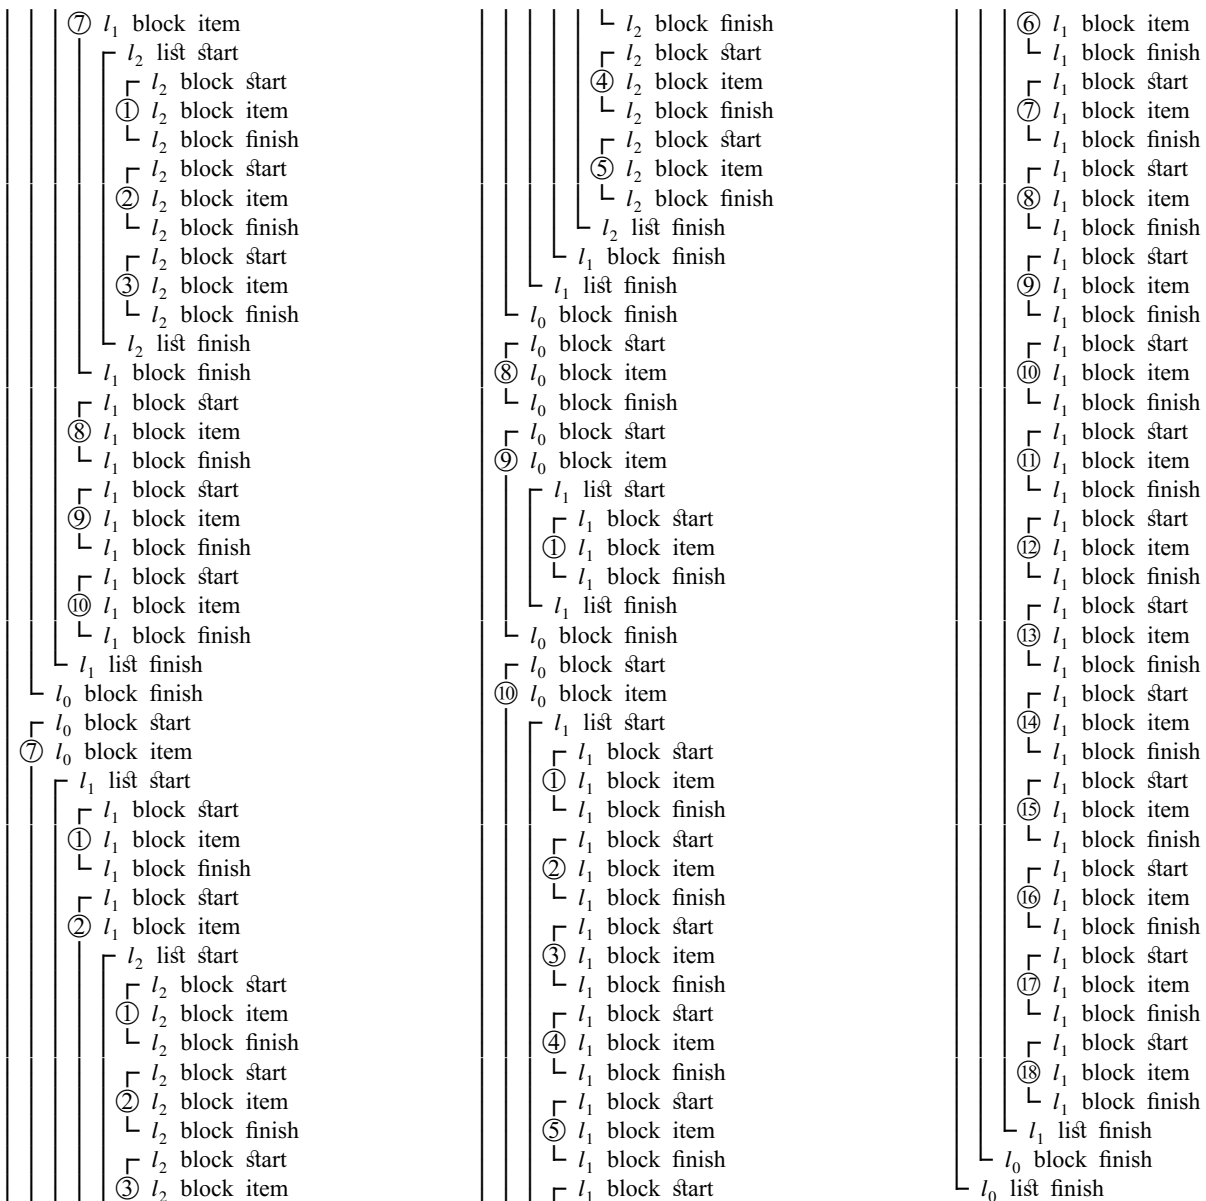 ⑦ l₁ block item
l₂ list start
l₂ block start
① l₂ block item
l₂ block finish
l₂ block start
② l₂ block item
l₂ block finish
l₂ block start
③ l₂ block item
l₂ block finish
l₂ list finish
l₁ block finish
l₁ block start
⑧ l₁ block item
l₁ block finish
l₁ block start
⑨ l₁ block item
l₁ block finish
l₁ block start
⑩ l₁ block item
l₁ block finish
l₁ list finish
l₀ block finish
l₀ block start
⑦ l₀ block item
l₁ list start
l₁ block start
① l₁ block item
l₁ block finish
l₁ block start
② l₁ block item
l₂ list start
l₂ block start
① l₂ block item
l₂ block finish
l₂ block start
② l₂ block item
l₂ block finish
l₂ block start
③ l₂ block item
l₂ block finish
l₂ block start
④ l₂ block item
l₂ block finish
l₂ block start
⑤ l₂ block item
l₂ block finish
l₂ list finish
l₁ block finish
l₁ list finish
l₀ block finish
l₀ block start
⑧ l₀ block item
l₀ block finish
l₀ block start
⑨ l₀ block item
l₁ list start
l₁ block start
① l₁ block item
l₁ block finish
l₁ list finish
l₀ block finish
l₀ block start
⑩ l₀ block item
l₁ list start
l₁ block start
① l₁ block item
l₁ block finish
l₁ block start
② l₁ block item
l₁ block finish
l₁ block start
③ l₁ block item
l₁ block finish
l₁ block start
④ l₁ block item
l₁ block finish
l₁ block start
⑤ l₁ block item
l₁ block finish
l₁ block start
⑥ l₁ block item
l₁ block finish
l₁ block start
⑦ l₁ block item
l₁ block finish
l₁ block start
⑧ l₁ block item
l₁ block finish
l₁ block start
⑨ l₁ block item
l₁ block finish
l₁ block start
⑩ l₁ block item
l₁ block finish
l₁ block start
⑪ l₁ block item
l₁ block finish
l₁ block start
⑫ l₁ block item
l₁ block finish
l₁ block start
⑬ l₁ block item
l₁ block finish
l₁ block start
⑭ l₁ block item
l₁ block finish
l₁ block start
⑮ l₁ block item
l₁ block finish
l₁ block start
⑯ l₁ block item
l₁ block finish
l₁ block start
⑰ l₁ block item
l₁ block finish
l₁ block start
⑱ l₁ block item
l₁ block finish
l₁ list finish
l₀ block finish
l₀ list finish